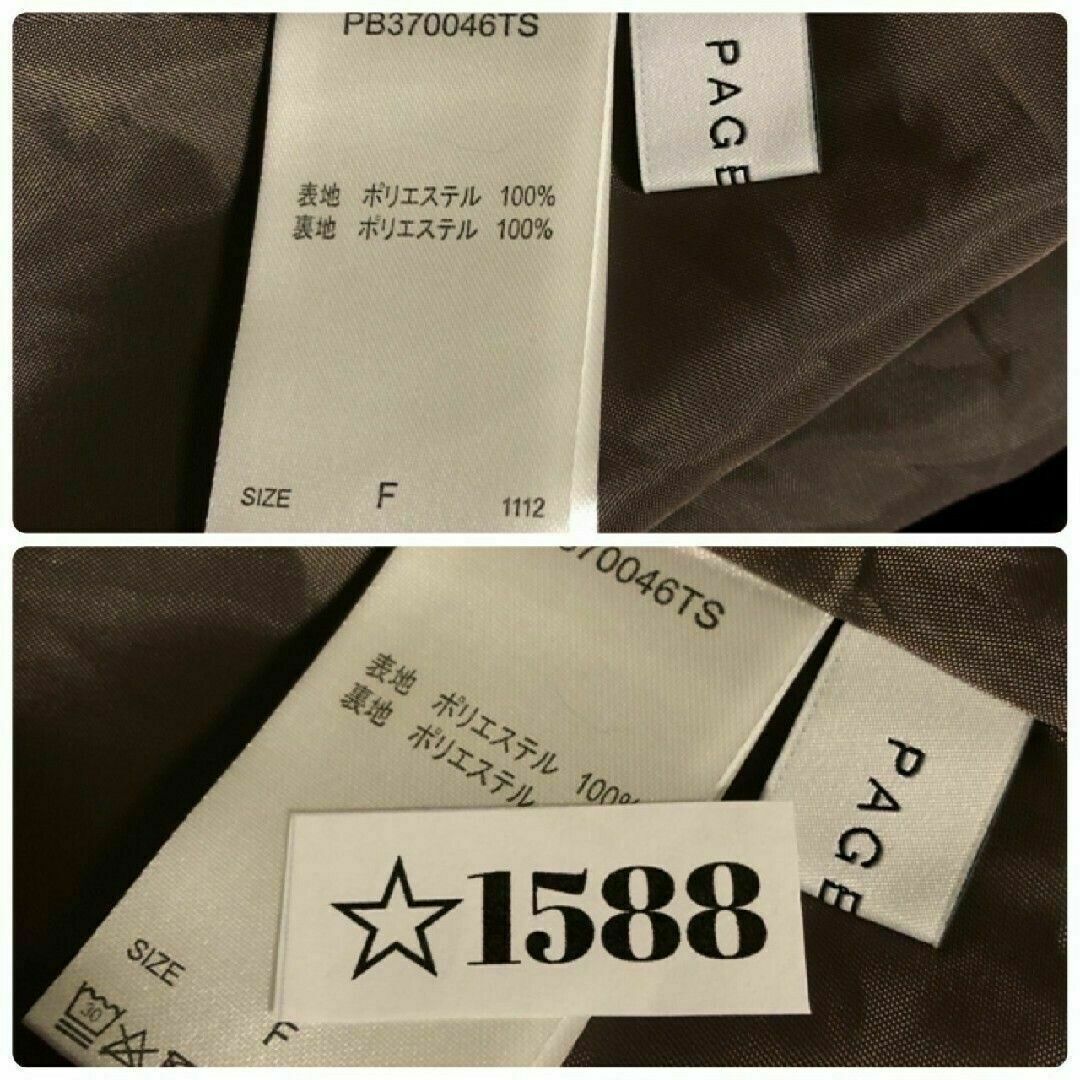 PB370046TS
PAGE
表地 ポリエステル 100%
裏地 ポリエステル 100%
SIZE F 1112
370046TS
表地 ポリエステル 100%
裏地 ポリエステル
PAGE
☆1588
SIZE F
30